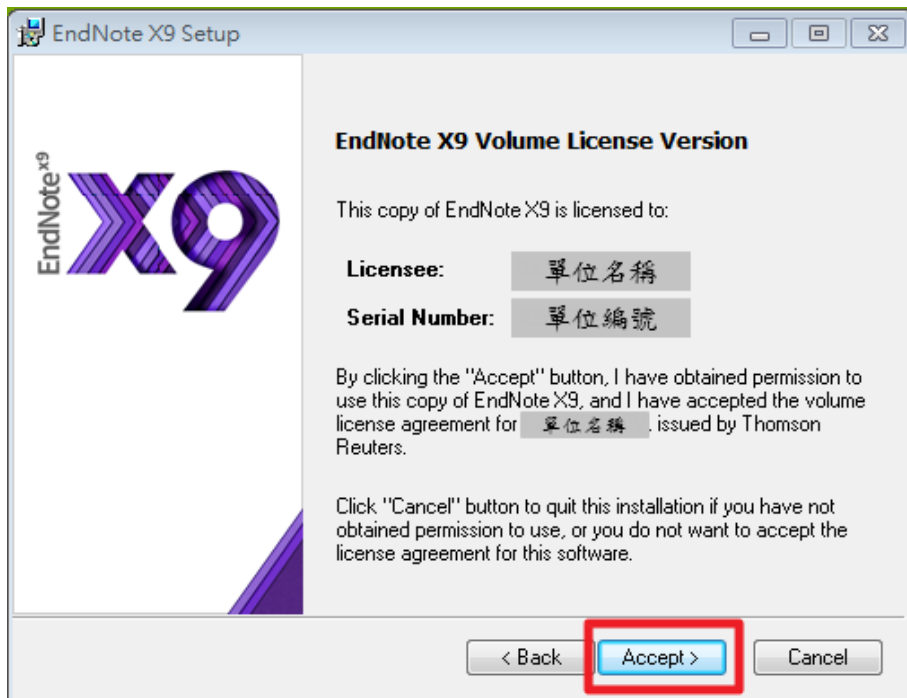 EndNote X9 Setup
EndNote X9
X9
EndNote X9 Volume License Version
This copy of EndNote X9 is licensed to:
Licensee: 單位名稱
Serial Number: 單位編號
By clicking the "Accept" button, I have obtained permission to
use this copy of EndNote X9, and I have accepted the volume
license agreement for 單位名稱 . issued by Thomson
Reuters.
Click "Cancel" button to quit this installation if you have not
obtained permission to use, or you do not want to accept the
license agreement for this software.
< Back Accept > Cancel